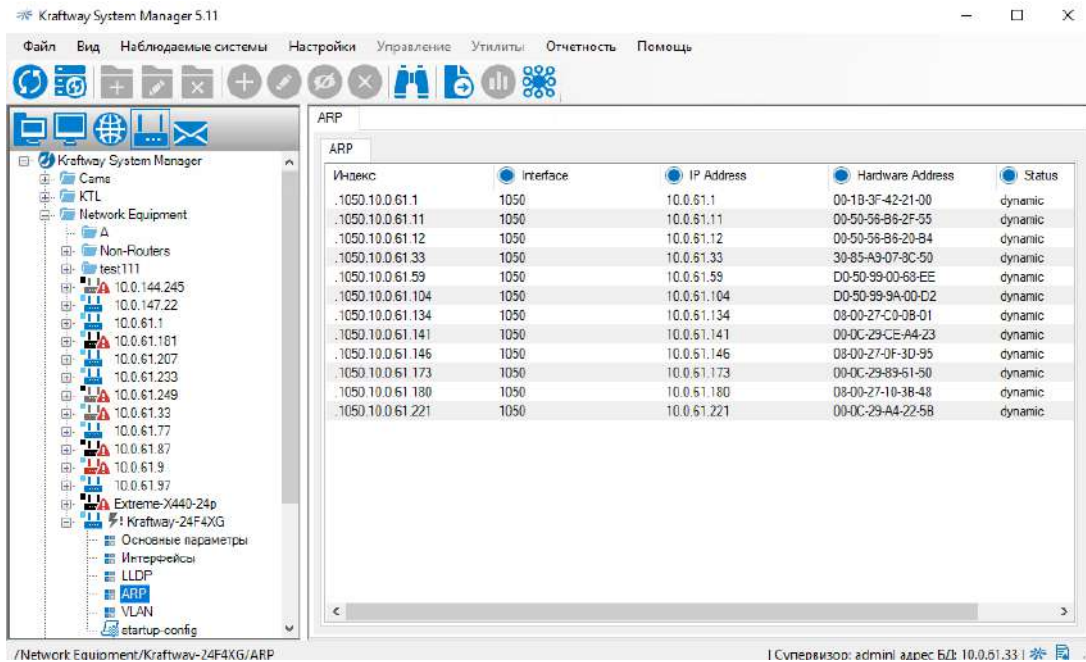 Kraftway System Manager 5.11
Файл Вид Наблюдаемые системы Настройки Управление Утилиты Отчетность Помощь
ARP
ARP
Индекс Interface IP Address Hardware Address Status
.1050.10.0.61.1 1050 10.0.61.1 00-1B-3F-42-21-00 dynamic
.1050.10.0.61.11 1050 10.0.61.11 00-50-56-B6-2F-55 dynamic
.1050.10.0.61.12 1050 10.0.61.12 00-50-56-B6-20-B4 dynamic
.1050.10.0.61.33 1050 10.0.61.33 30-85-A9-07-8C-50 dynamic
.1050.10.0.61.59 1050 10.0.61.59 D0-50-99-00-68-EE dynamic
.1050.10.0.61.104 1050 10.0.61.104 D0-50-99-9A-00-D2 dynamic
.1050.10.0.61.134 1050 10.0.61.134 08-00-27-C0-0B-01 dynamic
.1050.10.0.61.141 1050 10.0.61.141 00-0C-29-CE-A4-23 dynamic
.1050.10.0.61.146 1050 10.0.61.146 08-00-27-0F-3D-95 dynamic
.1050.10.0.61.173 1050 10.0.61.173 00-0C-29-89-61-50 dynamic
.1050.10.0.61.180 1050 10.0.61.180 08-00-27-10-3B-48 dynamic
.1050.10.0.61.221 1050 10.0.61.221 00-0C-29-A4-22-5B dynamic
Kraftway System Manager
Cams
KTL
Network Equipment
A
Non-Routers
test111
10.0.144.245
10.0.147.22
10.0.61.1
10.0.61.181
10.0.61.207
10.0.61.233
10.0.61.249
10.0.61.33
10.0.61.77
10.0.61.87
10.0.61.9
10.0.61.97
Extreme-X440-24p
! Kraftway-24F4XG
Основные параметры
Интерфейсы
LLDP
ARP
VLAN
startup-config
/Network Equipment/Kraftway-24F4XG/ARP
| Супервизор: admin| адрес БД: 10.0.61.33 |